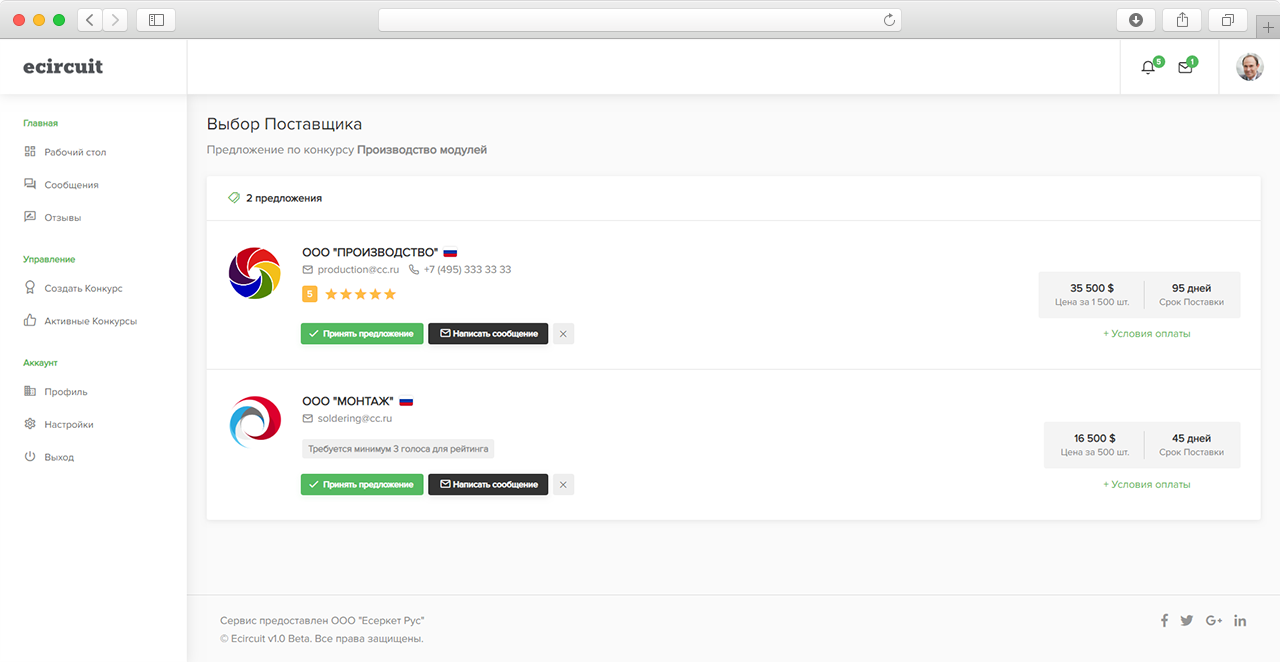 ecircuit
5
1
Главная
Рабочий стол
Сообщения
Отзывы
Управление
Создать Конкурс
Активные Конкурсы
Аккаунт
Профиль
Настройки
Выход
Выбор Поставщика
Предложение по конкурсу Производство модулей
2 предложения
ООО "ПРОИЗВОДСТВО"
production@cc.ru +7 (495) 333 33 33
5
Принять предложение Написать сообщение
35 500 $ 95 дней
Цена за 1 500 шт. Срок Поставки
+ Условия оплаты
ООО "МОНТАЖ"
soldering@cc.ru
Требуется минимум 3 голоса для рейтинга
Принять предложение Написать сообщение
16 500 $ 45 дней
Цена за 500 шт. Срок Поставки
+ Условия оплаты
Сервис предоставлен ООО "Есеркет Рус"
© Ecircuit v1.0 Beta. Все права защищены.